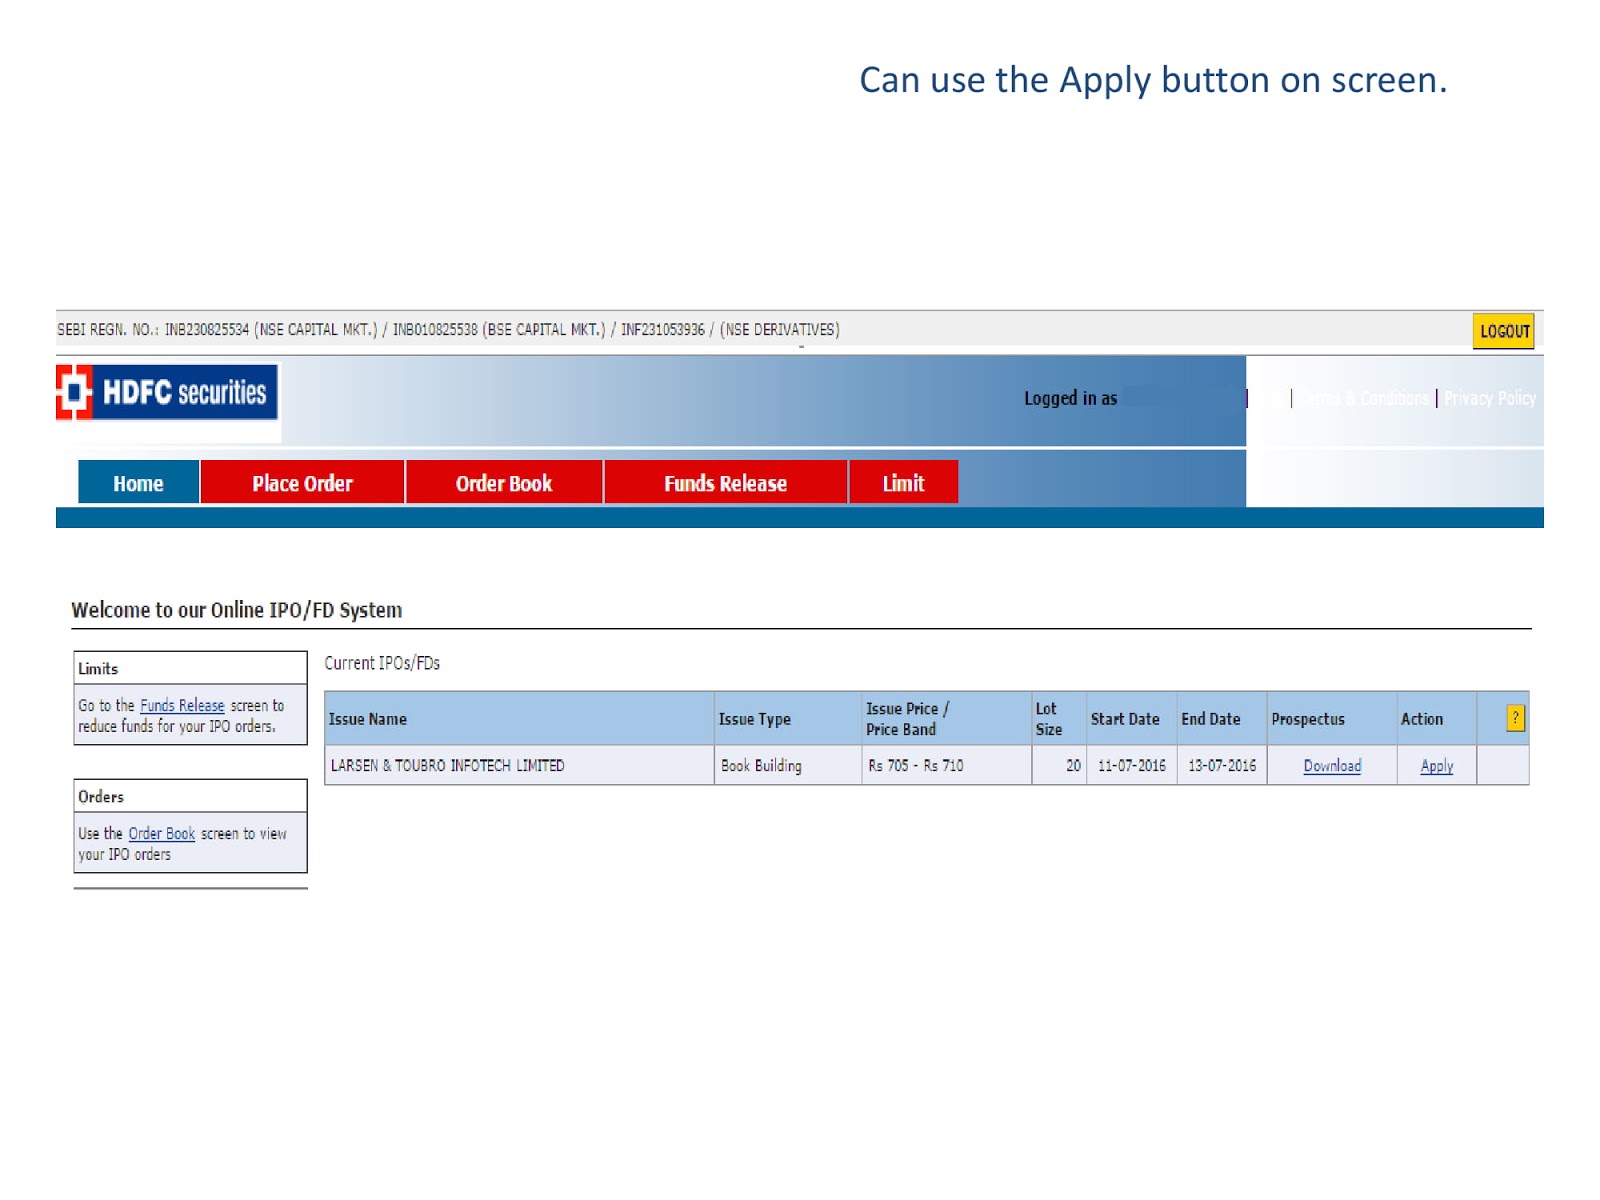 Can use the Apply button on screen.
SEBI REGN. NO.: INB230825534 (NSE CAPITAL MKT.) / INB010825538 (BSE CAPITAL MKT.) / INF231053936 / (NSE DERIVATIVES)
LOGOUT
HDFC securities
Logged in as
| | Terms & Conditions | Privacy Policy
Home Place Order Order Book Funds Release Limit
Welcome to our Online IPO/FD System
Limits
Go to the Funds Release screen to
reduce funds for your IPO orders.
Orders
Use the Order Book screen to view
your IPO orders
Current IPOs/FDs
Issue Name Issue Type Issue Price / Price Band Lot Size Start Date End Date Prospectus Action ?
LARSEN & TOUBRO INFOTECH LIMITED Book Building Rs 705 - Rs 710 20 11-07-2016 13-07-2016 Download Apply